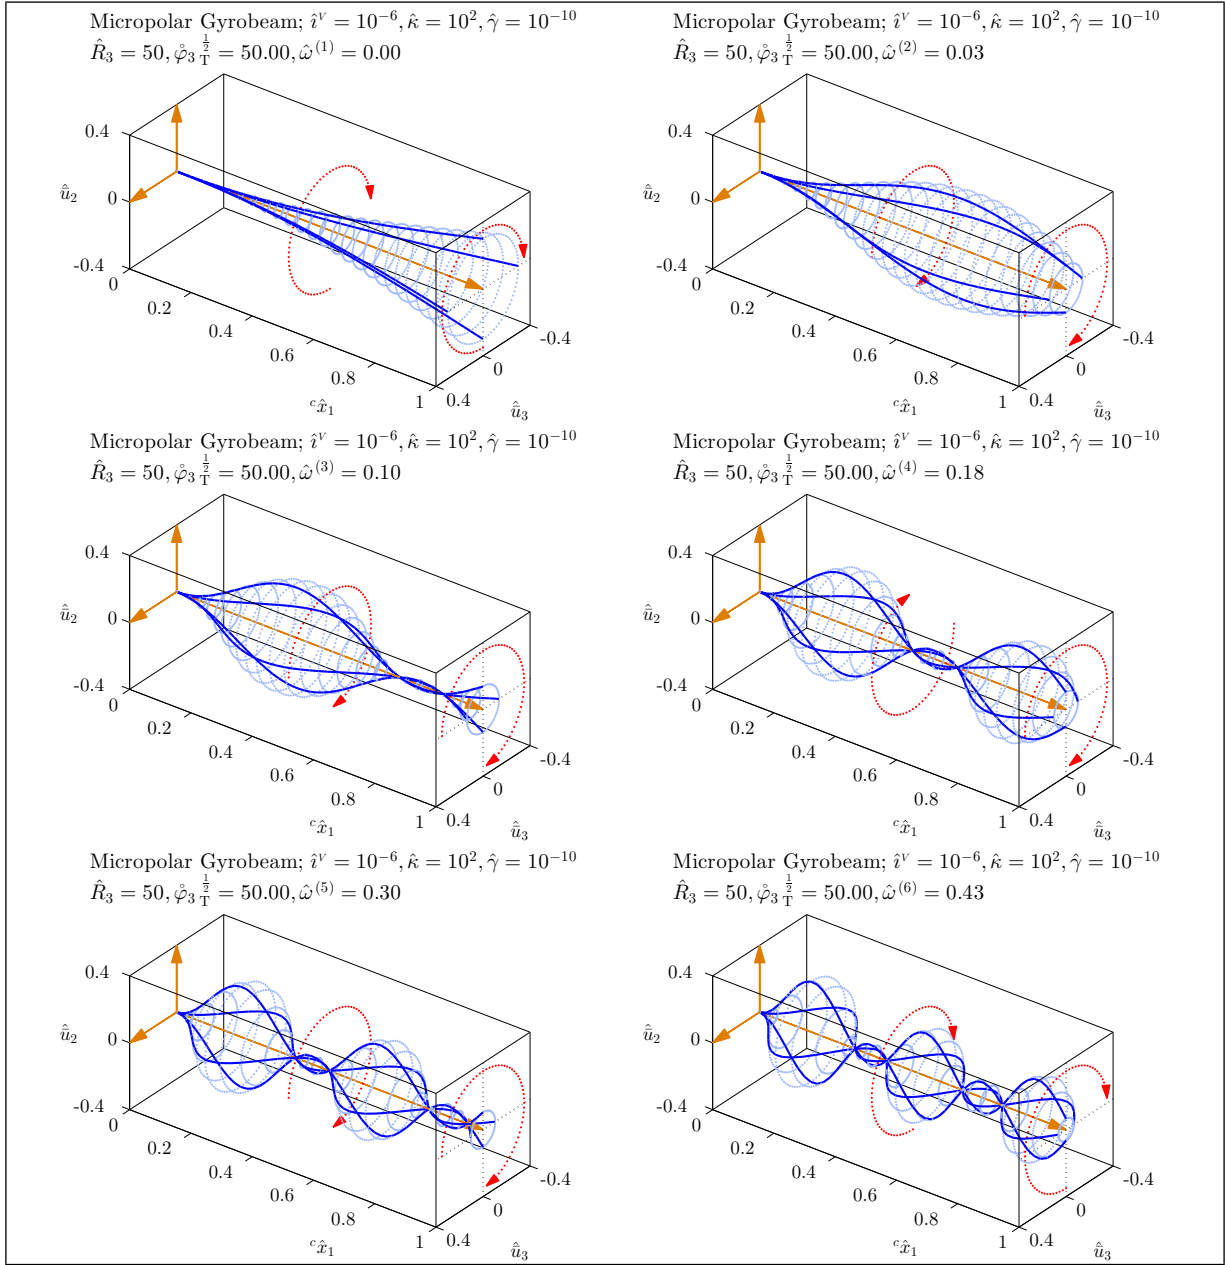 Micropolar Gyrobeam; î^V = 10^−6, κ̂ = 10^2, γ̂ = 10^−10
R̂_3 = 50, φ̊_3 T^(1/2) = 50.00, ω̂^(1) = 0.00
0.4
0
-0.4
û̄_2
0
0.2
0.4
0.6
0.8
1
ᶜx̂_1
0.4
0
-0.4
û̄_3
Micropolar Gyrobeam; î^V = 10^−6, κ̂ = 10^2, γ̂ = 10^−10
R̂_3 = 50, φ̊_3 T^(1/2) = 50.00, ω̂^(2) = 0.03
0.4
0
-0.4
û̄_2
0
0.2
0.4
0.6
0.8
1
ᶜx̂_1
0.4
0
-0.4
û̄_3
Micropolar Gyrobeam; î^V = 10^−6, κ̂ = 10^2, γ̂ = 10^−10
R̂_3 = 50, φ̊_3 T^(1/2) = 50.00, ω̂^(3) = 0.10
0.4
0
-0.4
û̄_2
0
0.2
0.4
0.6
0.8
1
ᶜx̂_1
0.4
0
-0.4
û̄_3
Micropolar Gyrobeam; î^V = 10^−6, κ̂ = 10^2, γ̂ = 10^−10
R̂_3 = 50, φ̊_3 T^(1/2) = 50.00, ω̂^(4) = 0.18
0.4
0
-0.4
û̄_2
0
0.2
0.4
0.6
0.8
1
ᶜx̂_1
0.4
0
-0.4
û̄_3
Micropolar Gyrobeam; î^V = 10^−6, κ̂ = 10^2, γ̂ = 10^−10
R̂_3 = 50, φ̊_3 T^(1/2) = 50.00, ω̂^(5) = 0.30
0.4
0
-0.4
û̄_2
0
0.2
0.4
0.6
0.8
1
ᶜx̂_1
0.4
0
-0.4
û̄_3
Micropolar Gyrobeam; î^V = 10^−6, κ̂ = 10^2, γ̂ = 10^−10
R̂_3 = 50, φ̊_3 T^(1/2) = 50.00, ω̂^(6) = 0.43
0.4
0
-0.4
û̄_2
0
0.2
0.4
0.6
0.8
1
ᶜx̂_1
0.4
0
-0.4
û̄_3